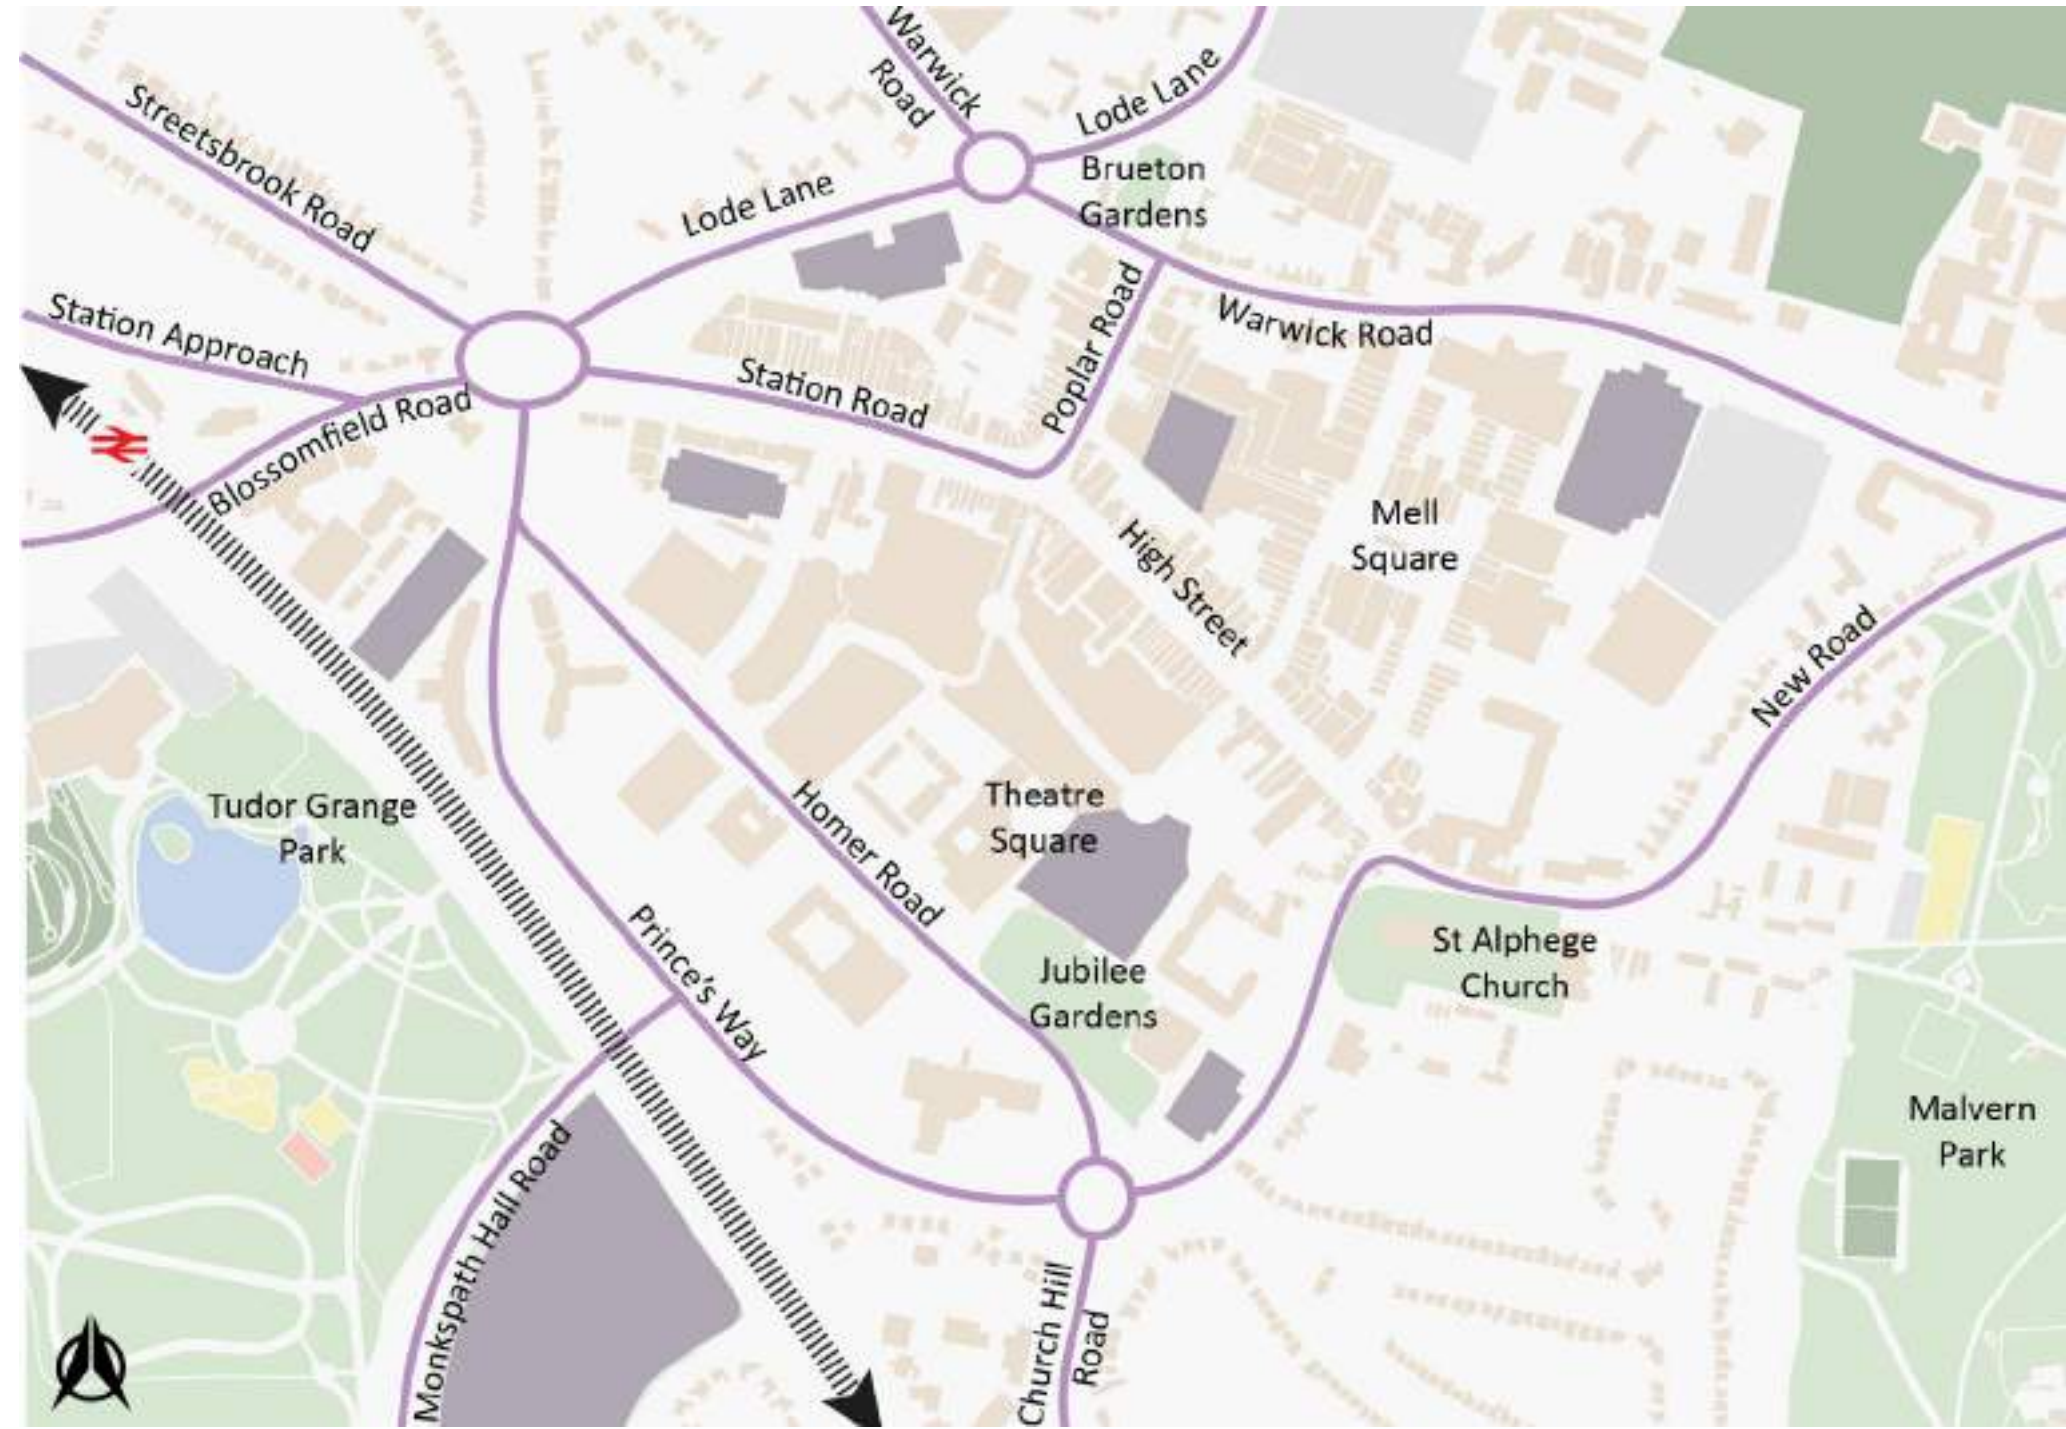 Warwick
Road
Lode Lane
Brueton
Gardens
Streetsbrook Road
Lode Lane
Station Approach
Blossomfield Road
Station Road
Poplar Road
Warwick Road
High Street
Mell
Square
New Road
Tudor Grange
Park
Theatre
Square
Homer Road
Prince's Way
Jubilee
Gardens
St Alphege
Church
Malvern
Park
Monkspath Hall Road
Church Hill
Road